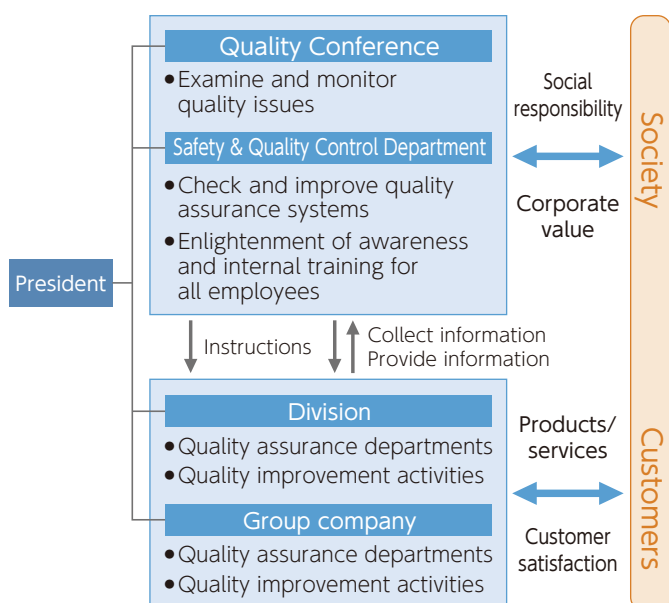 Quality Conference
•Examine and monitor
quality issues
Safety & Quality Control Department
•Check and improve quality
assurance systems
•Enlightenment of awareness
and internal training for
all employees
President
Social
responsibility
Corporate
value
Society
Instructions
Collect information
Provide information
Division
•Quality assurance departments
•Quality improvement activities
Group company
•Quality assurance departments
•Quality improvement activities
Products/
services
Customer
satisfaction
Customers